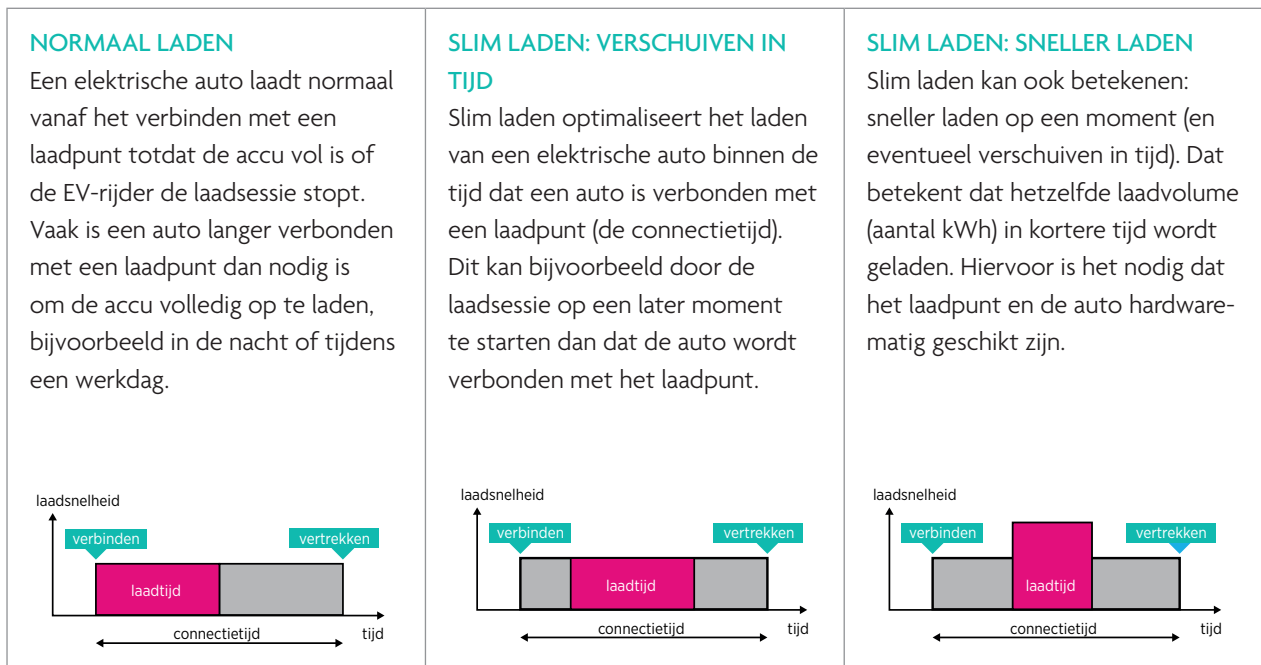 NORMAAL LADEN
Een elektrische auto laadt normaal
vanaf het verbinden met een
laadpunt totdat de accu vol is of
de EV-rijder de laadsessie stopt.
Vaak is een auto langer verbonden
met een laadpunt dan nodig is
om de accu volledig op te laden,
bijvoorbeeld in de nacht of tijdens
een werkdag.
laadsnelheid
verbinden
vertrekken
laadtijd
connectietijd
tijd
SLIM LADEN: VERSCHUIVEN IN
TIJD
Slim laden optimaliseert het laden
van een elektrische auto binnen de
tijd dat een auto is verbonden met
een laadpunt (de connectietijd).
Dit kan bijvoorbeeld door de
laadsessie op een later moment
te starten dan dat de auto wordt
verbonden met het laadpunt.
laadsnelheid
verbinden
vertrekken
laadtijd
connectietijd
tijd
SLIM LADEN: SNELLER LADEN
Slim laden kan ook betekenen:
sneller laden op een moment (en
eventueel verschuiven in tijd). Dat
betekent dat hetzelfde laadvolume
(aantal kWh) in kortere tijd wordt
geladen. Hiervoor is het nodig dat
het laadpunt en de auto hardware-
matig geschikt zijn.
laadsnelheid
verbinden
vertrekken
laadtijd
connectietijd
tijd